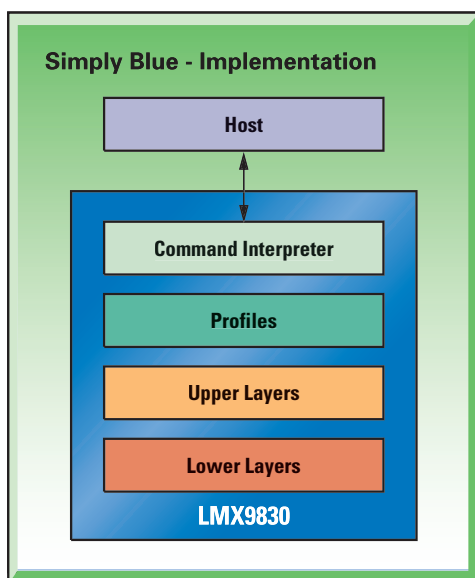 Simply Blue - Implementation
Host
Command Interpreter
Profiles
Upper Layers
Lower Layers
LMX9830